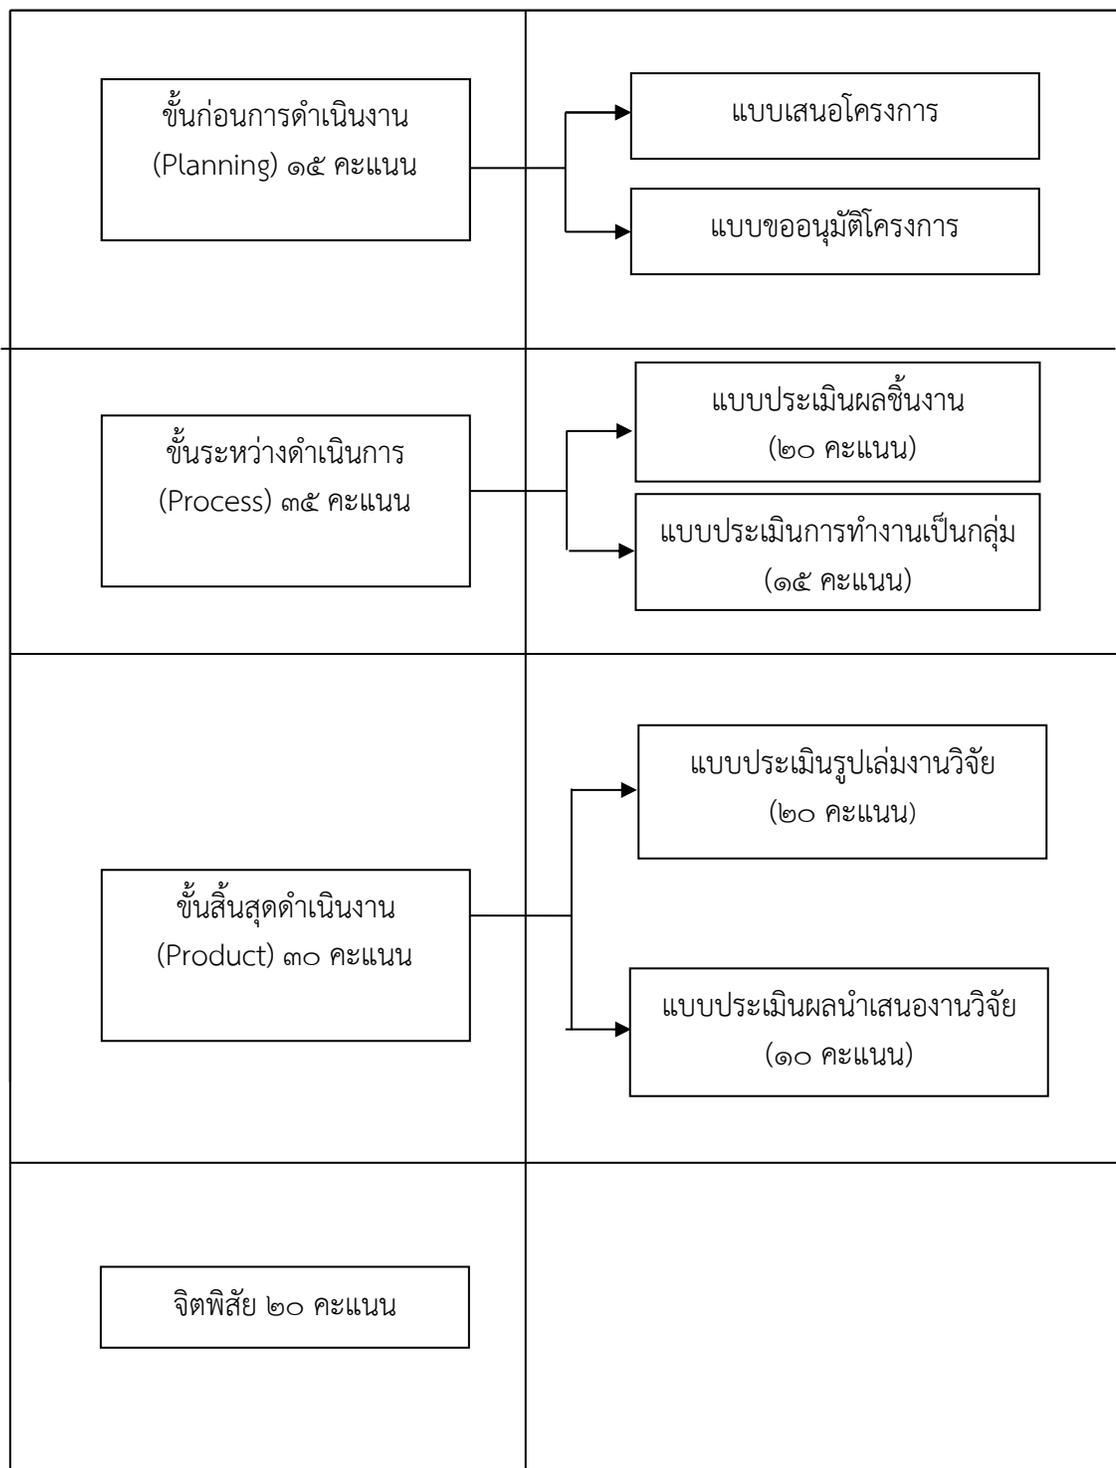 ขั้นก่อนการดำเนินงาน
(Planning) ๑๕ คะแนน
แบบเสนอโครงการ
แบบขออนุมัติโครงการ
ขั้นระหว่างดำเนินการ
(Process) ๓๕ คะแนน
แบบประเมินผลชิ้นงาน
(๒๐ คะแนน)
แบบประเมินการทำงานเป็นกลุ่ม
(๑๕ คะแนน)
ขั้นสิ้นสุดดำเนินงาน
(Product) ๓๐ คะแนน
แบบประเมินรูปเล่มงานวิจัย
(๒๐ คะแนน)
แบบประเมินผลนำเสนองานวิจัย
(๑๐ คะแนน)
จิตพิสัย ๒๐ คะแนน